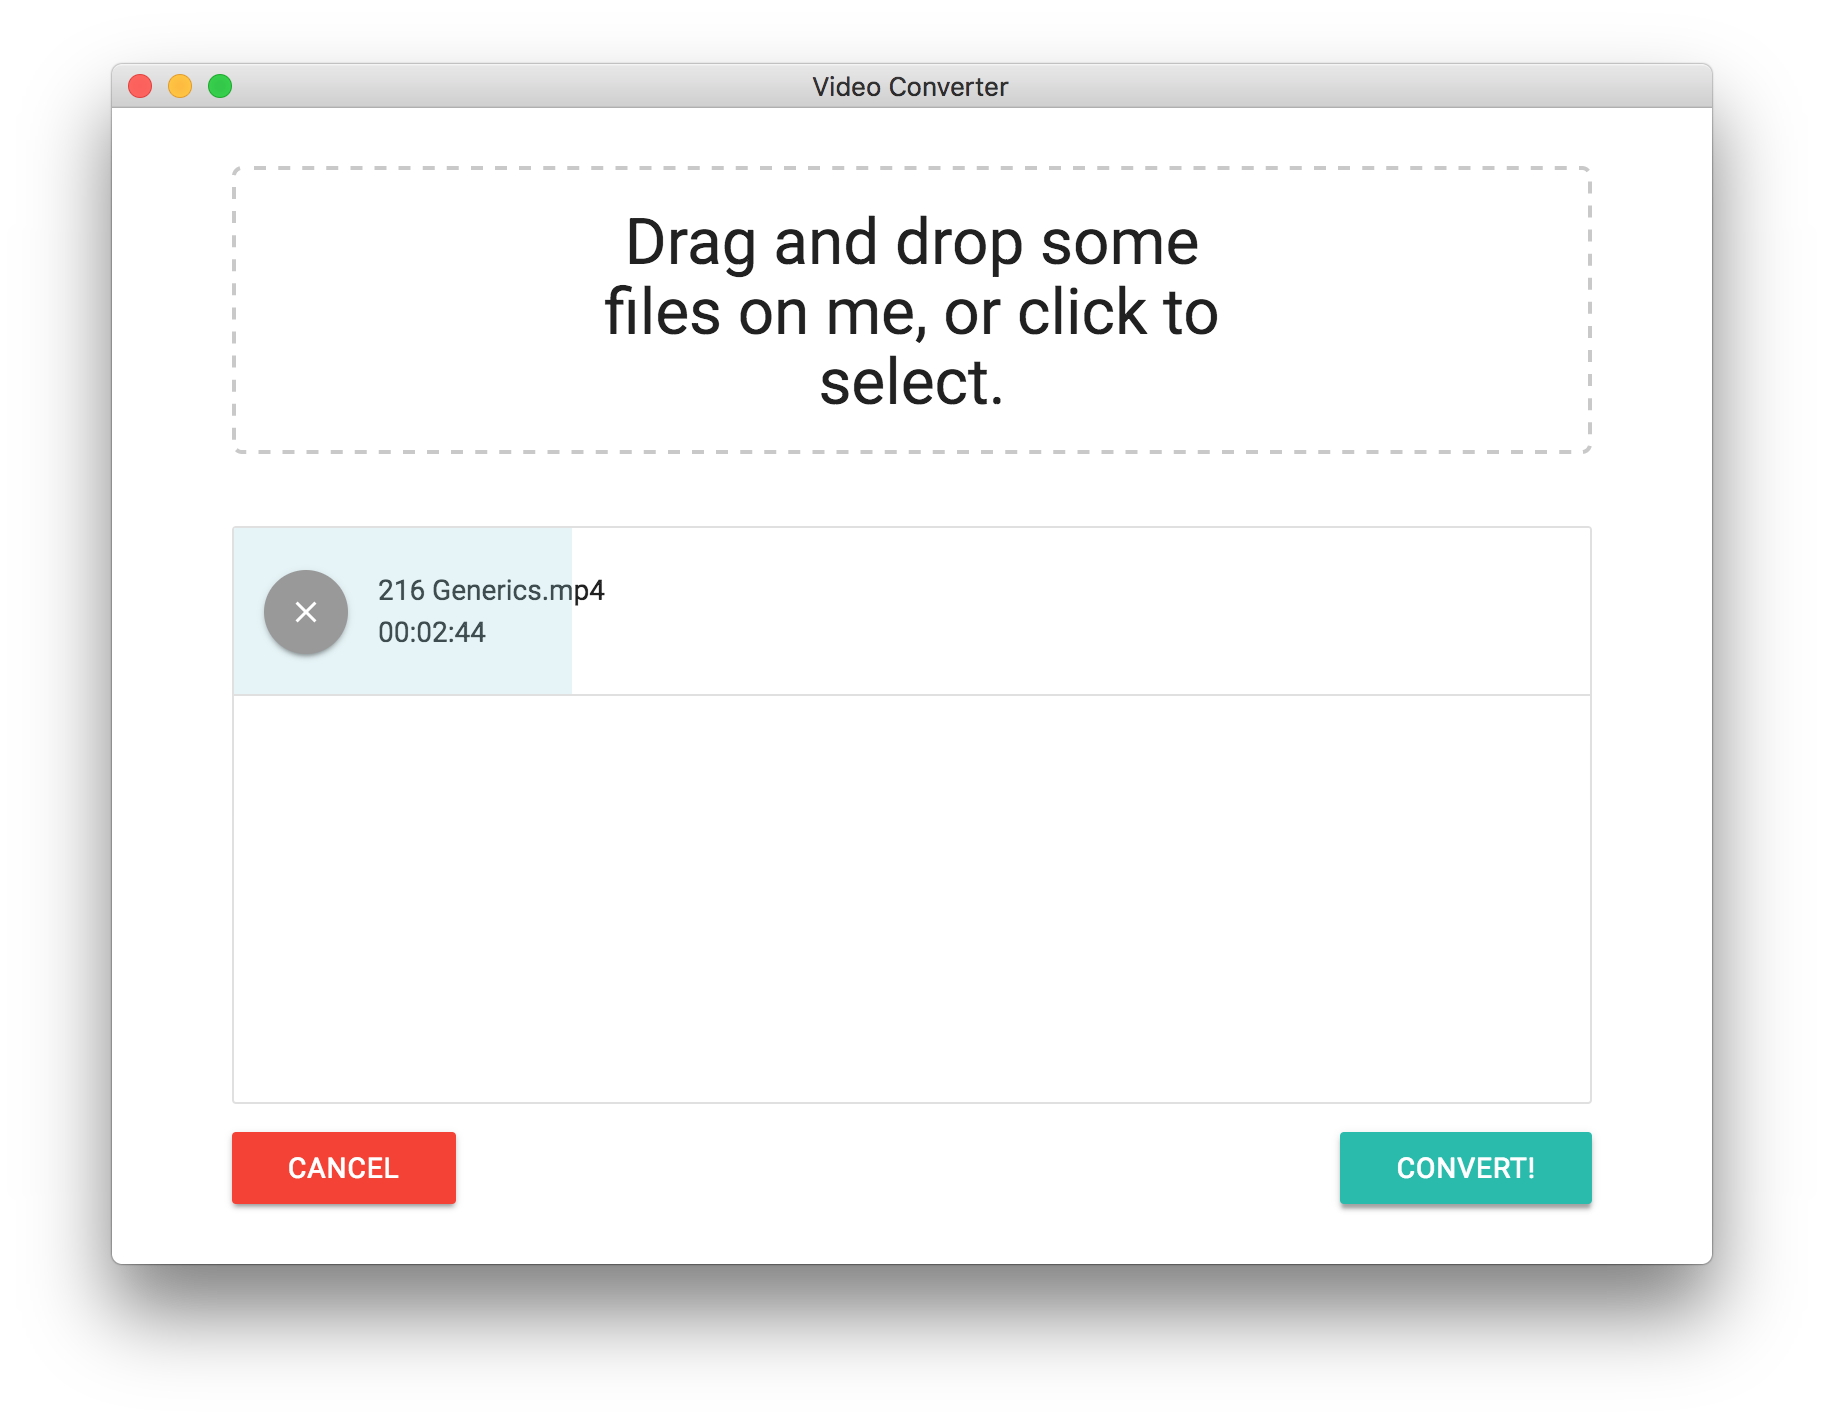 Video Converter
Drag and drop some
files on me, or click to
select.
216 Generics.mp4
00:02:44
CANCEL
CONVERT!